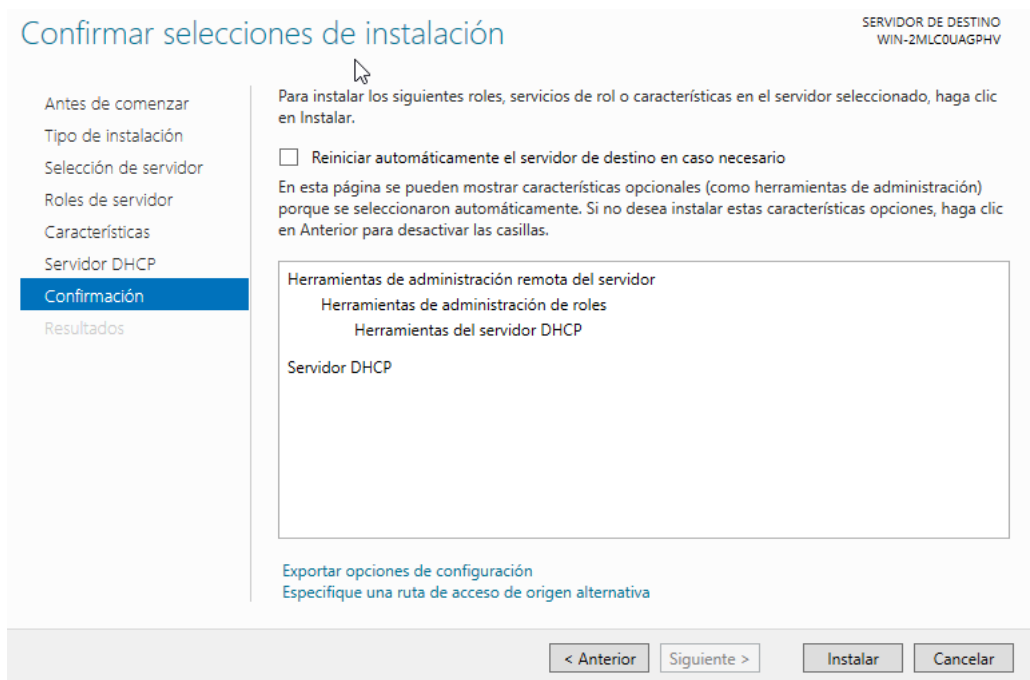 Confirmar selecciones de instalación
SERVIDOR DE DESTINO
WIN-2MLC0UAGPHV
Antes de comenzar
Tipo de instalación
Selección de servidor
Roles de servidor
Características
Servidor DHCP
Confirmación
Resultados
Para instalar los siguientes roles, servicios de rol o características en el servidor seleccionado, haga clic
en Instalar.
Reiniciar automáticamente el servidor de destino en caso necesario
En esta página se pueden mostrar características opcionales (como herramientas de administración)
porque se seleccionaron automáticamente. Si no desea instalar estas características opciones, haga clic
en Anterior para desactivar las casillas.
Herramientas de administración remota del servidor
Herramientas de administración de roles
Herramientas del servidor DHCP
Servidor DHCP
Exportar opciones de configuración
Especifique una ruta de acceso de origen alternativa
< Anterior
Siguiente >
Instalar
Cancelar